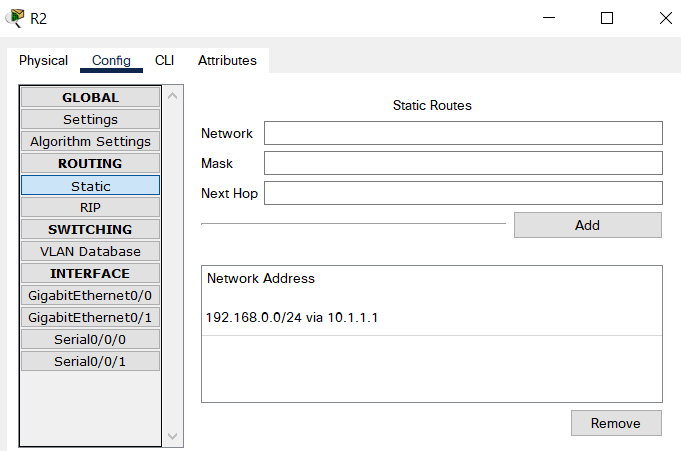 R2
Physical Config CLI Attributes
GLOBAL
Settings
Algorithm Settings
ROUTING
Static
RIP
SWITCHING
VLAN Database
INTERFACE
GigabitEthernet0/0
GigabitEthernet0/1
Serial0/0/0
Serial0/0/1
Static Routes
Network
Mask
Next Hop
Add
Network Address
192.168.0.0/24 via 10.1.1.1
Remove